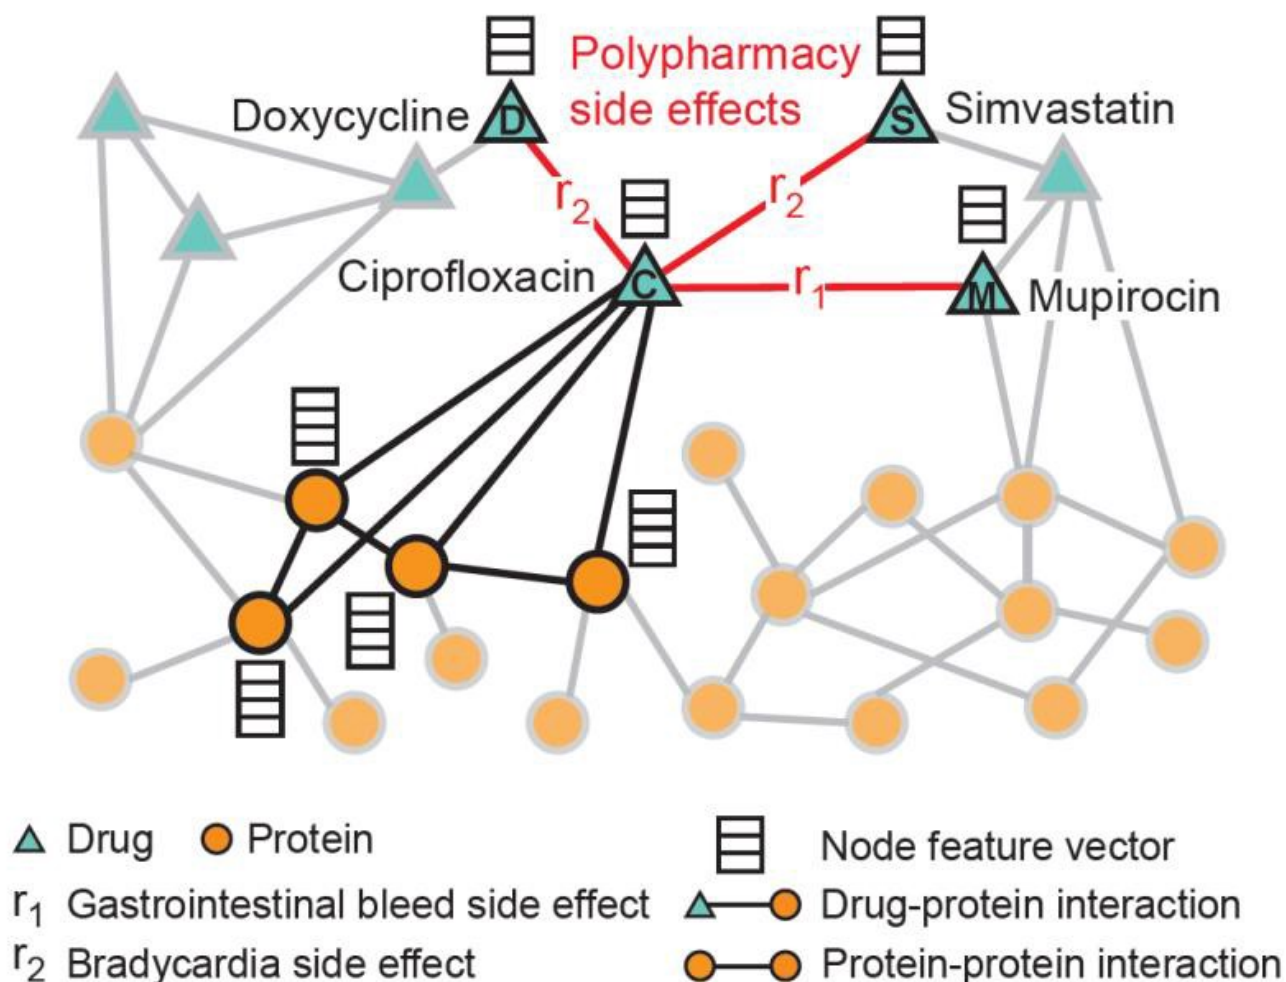 Polypharmacy
side effects
Doxycycline
D
S
Simvastatin
r2
r2
Ciprofloxacin
C
r1
M
Mupirocin
Drug
Protein
Node feature vector
r1 Gastrointestinal bleed side effect
Drug-protein interaction
r2 Bradycardia side effect
Protein-protein interaction